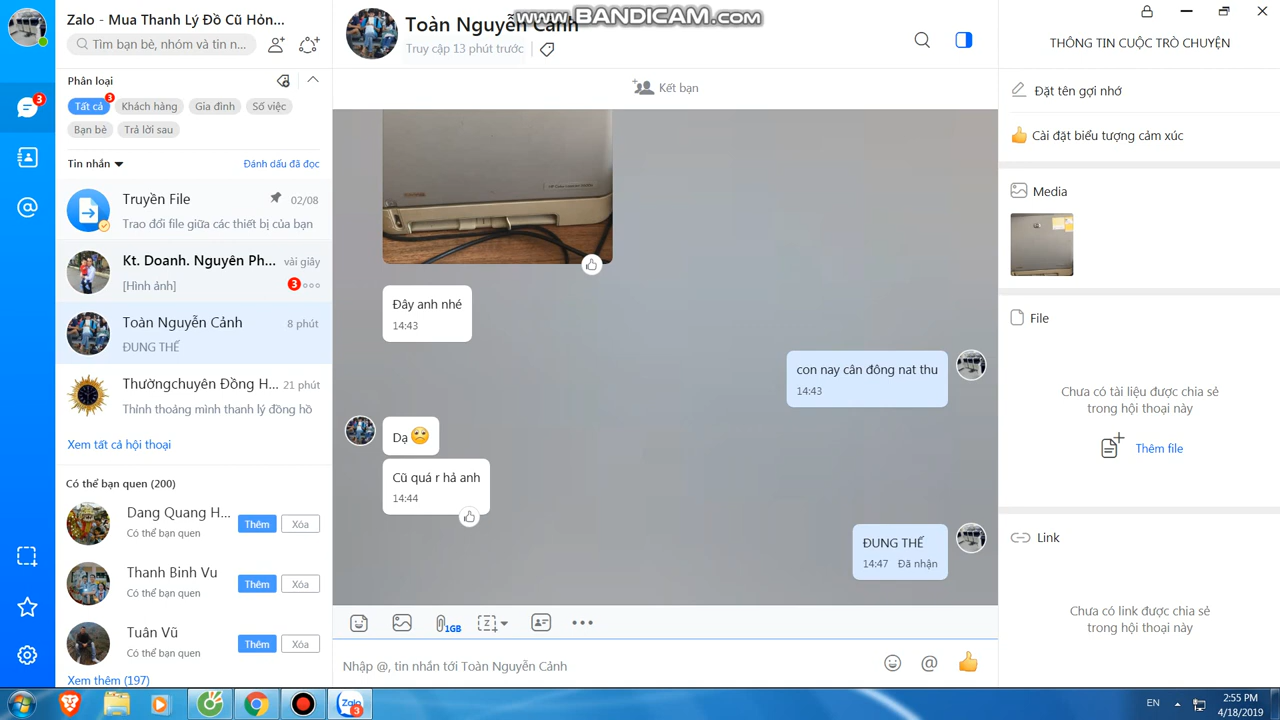 Zalo - Mua Thanh Lý Đồ Cũ Hỏn...
Tìm bạn bè, nhóm và tin n...
Phân loại
Tất cả
3
Khách hàng
Gia đình
Số việc
Bạn bè
Trả lời sau
Tin nhắn
Đánh dấu đã đọc
3
Truyền File
02/08
Trao đổi file giữa các thiết bị của bạn
Kt. Doanh. Nguyên Ph...
vài giây
[Hình ảnh]
3
Toàn Nguyễn Cảnh
8 phút
ĐUNG THẾ
Thườngchuyên Đồng H...
21 phút
Thỉnh thoảng mình thanh lý đồng hồ
Xem tất cả hội thoại
Có thể bạn quen (200)
Dang Quang H...
Có thể bạn quen
Thêm
Xóa
Thanh Binh Vu
Có thể bạn quen
Thêm
Xóa
Tuân Vũ
Có thể bạn quen
Thêm
Xóa
Xem thêm (197)
Toàn Nguyễn Cảnh
www.BANDICAM.com
Truy cập 13 phút trước
Kết bạn
Đây anh nhé
14:43
con nay cân đông nat thu
14:43
Dạ
Cũ quá r hả anh
14:44
ĐUNG THẾ
14:47 Đã nhận
1GB
Nhập @, tin nhắn tới Toàn Nguyễn Cảnh
THÔNG TIN CUỘC TRÒ CHUYỆN
Đặt tên gợi nhớ
Cài đặt biểu tượng cảm xúc
Media
File
Chưa có tài liệu được chia sẻ
trong hội thoại này
Thêm file
Link
Chưa có link được chia sẻ
trong hội thoại này
Zalo
3
EN
2:55 PM
4/18/2019